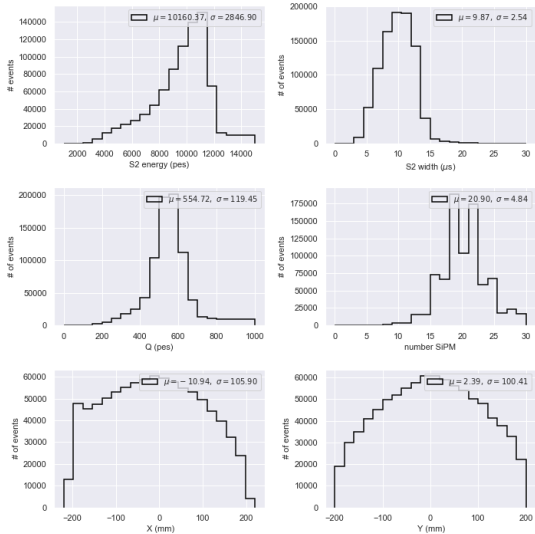 μ = 10160.37, σ = 2846.90
# of events
140000
120000
100000
80000
60000
40000
20000
0
2000 4000 6000 8000 10000 12000 14000
S2 energy (pes)
μ = 9.87, σ = 2.54
# of events
200000
150000
100000
50000
0
0 5 10 15 20 25 30
S2 width (μs)
μ = 554.72, σ = 119.45
# of events
200000
150000
100000
50000
0
0 200 400 600 800 1000
Q (pes)
μ = 20.90, σ = 4.84
# of events
175000
150000
125000
100000
75000
50000
25000
0
0 5 10 15 20 25 30
number SiPM
μ = −10.94, σ = 105.90
# of events
60000
50000
40000
30000
20000
10000
0
−200 −100 0 100 200
X (mm)
μ = 2.39, σ = 100.41
# of events
60000
50000
40000
30000
20000
10000
0
−200 −100 0 100 200
Y (mm)